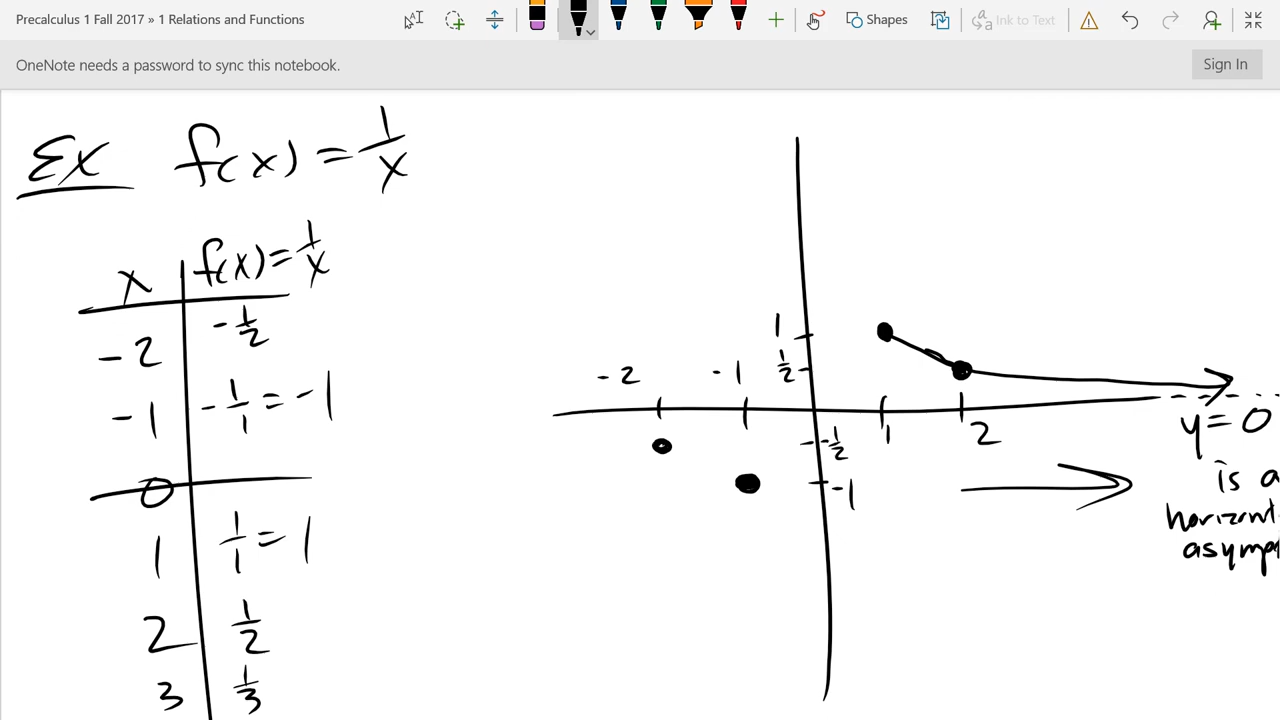 Precalculus 1 Fall 2017 » 1 Relations and Functions
Shapes
Ink to Text
OneNote needs a password to sync this notebook.
Sign In
Ex f(x) = 1/x
x f(x) = 1/x
-2 -1/2
-1 -1/1 = -1
0
1 1/1 = 1
2 1/2
3 1/3
1
1/2
-2 -1
1 2
-1/2
-1
y = 0
is a